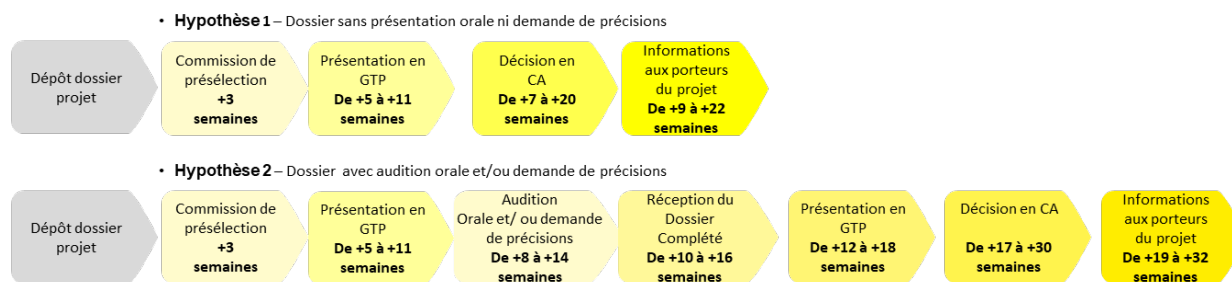 • Hypothèse 1 – Dossier sans présentation orale ni demande de précisions
Dépôt dossier
projet
Commission de
présélection
+3
semaines
Présentation en
GTP
De +5 à +11
semaines
Décision en
CA
De +7 à +20
semaines
Informations
aux porteurs
du projet
De +9 à +22
semaines
• Hypothèse 2 – Dossier avec audition orale et/ou demande de précisions
Dépôt dossier
projet
Commission de
présélection
+3
semaines
Présentation en
GTP
De +5 à +11
semaines
Audition
Orale et/ ou demande
de précisions
De +8 à +14
semaines
Réception du
Dossier
Complété
De +10 à +16
semaines
Présentation en
GTP
De +12 à +18
semaines
Décision en CA
De +17 à +30
semaines
Informations
aux porteurs
du projet
De +19 à +32
semaines